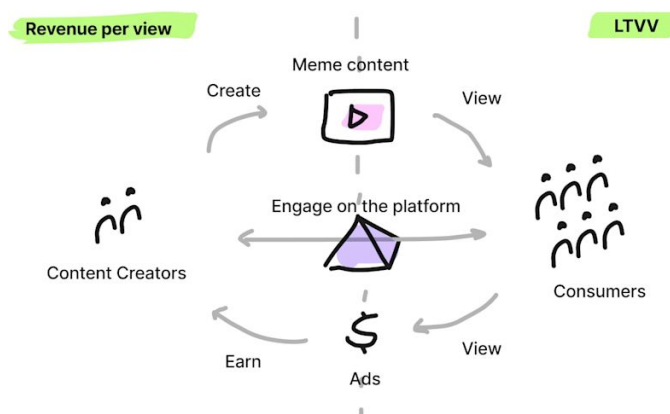 Revenue per view
LTVV
Meme content
Create
View
Engage on the platform
Content Creators
Consumers
$
Earn
View
Ads